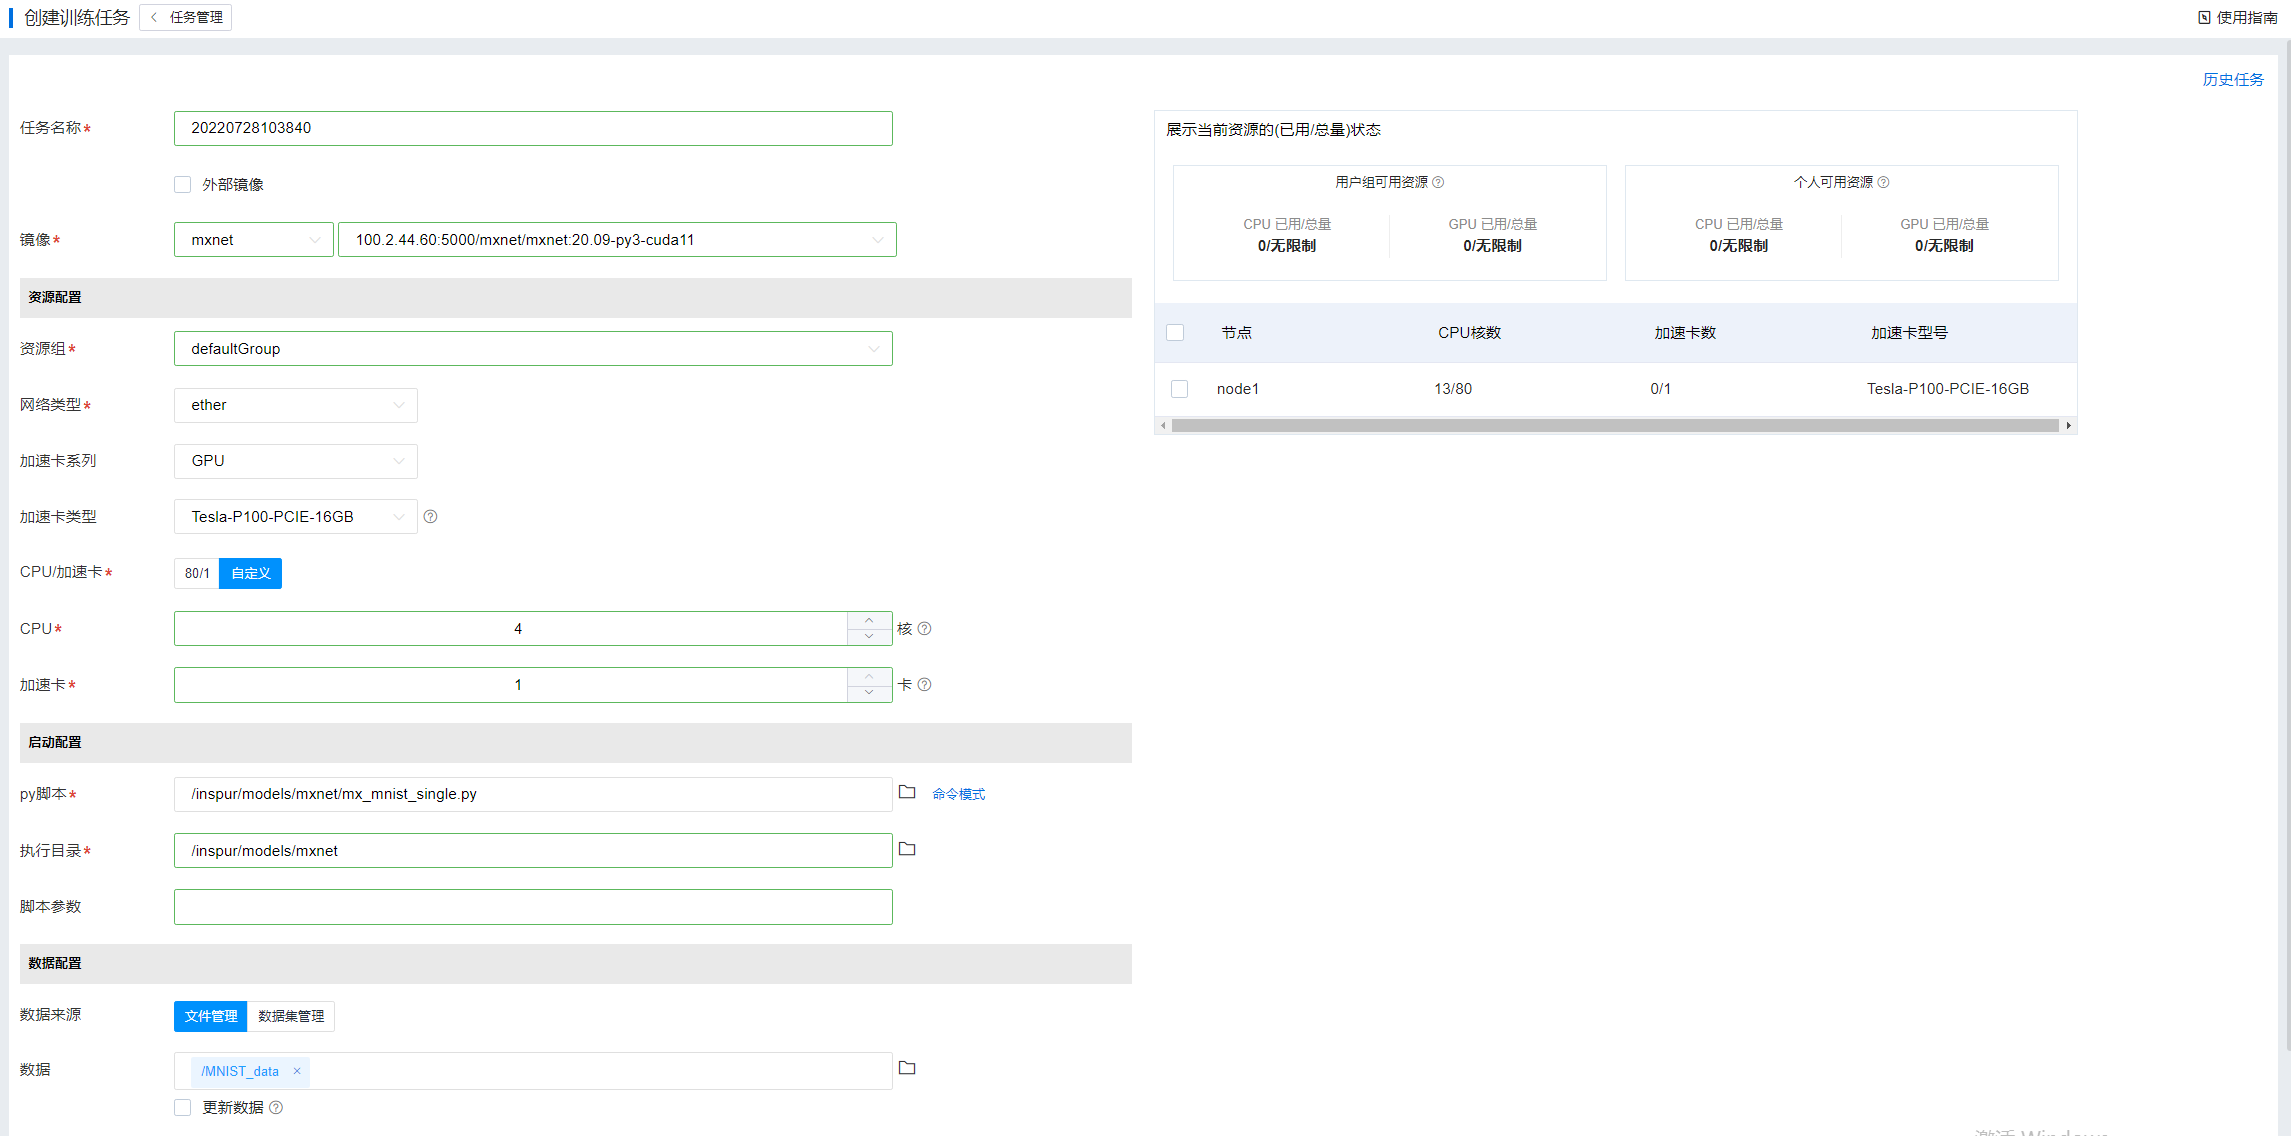 创建训练任务
任务管理
使用指南
历史任务
任务名称*
20220728103840
外部镜像
镜像*
mxnet
100.2.44.60:5000/mxnet/mxnet:20.09-py3-cuda11
资源配置
资源组*
defaultGroup
网络类型*
ether
加速卡系列
GPU
加速卡类型
Tesla-P100-PCIE-16GB
CPU/加速卡*
80/1
自定义
CPU*
4
核
加速卡*
1
卡
启动配置
py脚本*
/inspur/models/mxnet/mx_mnist_single.py
命令模式
执行目录*
/inspur/models/mxnet
脚本参数
数据配置
数据来源
文件管理
数据集管理
数据
/MNIST_data ×
更新数据
展示当前资源的(已用/总量)状态
用户组可用资源
CPU 已用/总量
0/无限制
GPU 已用/总量
0/无限制
个人可用资源
CPU 已用/总量
0/无限制
GPU 已用/总量
0/无限制
节点 CPU核数 加速卡数 加速卡型号
node1 13/80 0/1 Tesla-P100-PCIE-16GB
激活 Windows